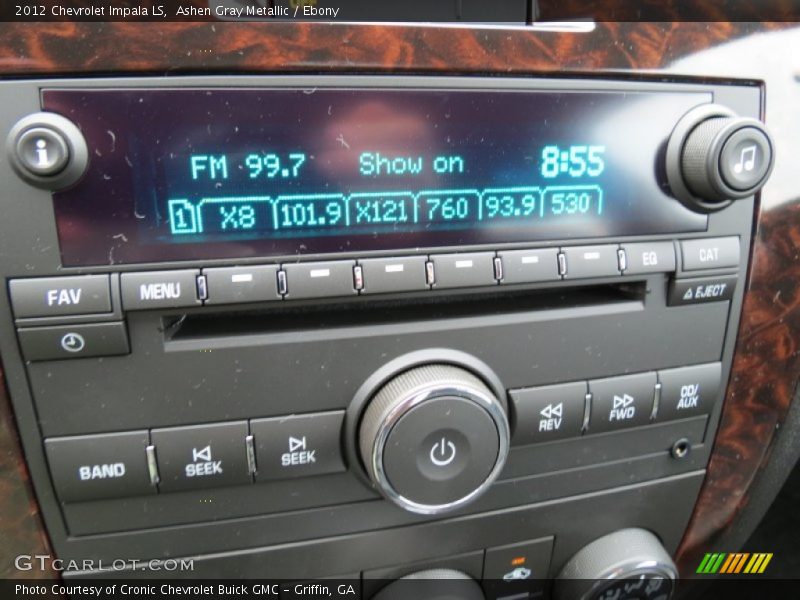 2012 Chevrolet Impala LS, Ashen Gray Metallic / Ebony
i
FM 99.7 Show on 8:55
1 X8 101.9 X121 760 93.9 530
FAV MENU EQ CAT
EJECT
BAND SEEK SEEK REV FWD CD/
AUX
GTCARLOT.COM
Photo Courtesy of Cronic Chevrolet Buick GMC - Griffin, GA